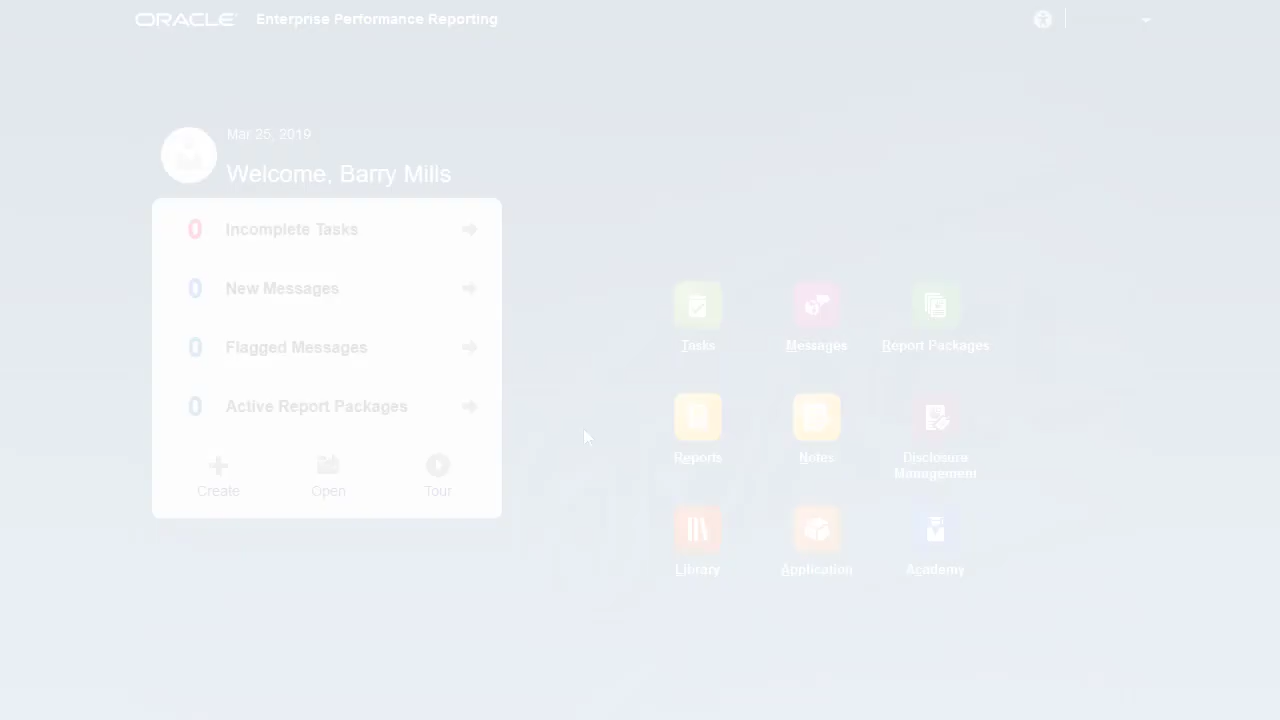 ORACLE Enterprise Performance Reporting
Mar 25, 2019
Welcome, Barry Mills
0 Incomplete Tasks
0 New Messages
0 Flagged Messages
0 Active Report Packages
Create Open Tour
Tasks Messages Report Packages
Reports Notes Disclosure
Management
Library Application Academy